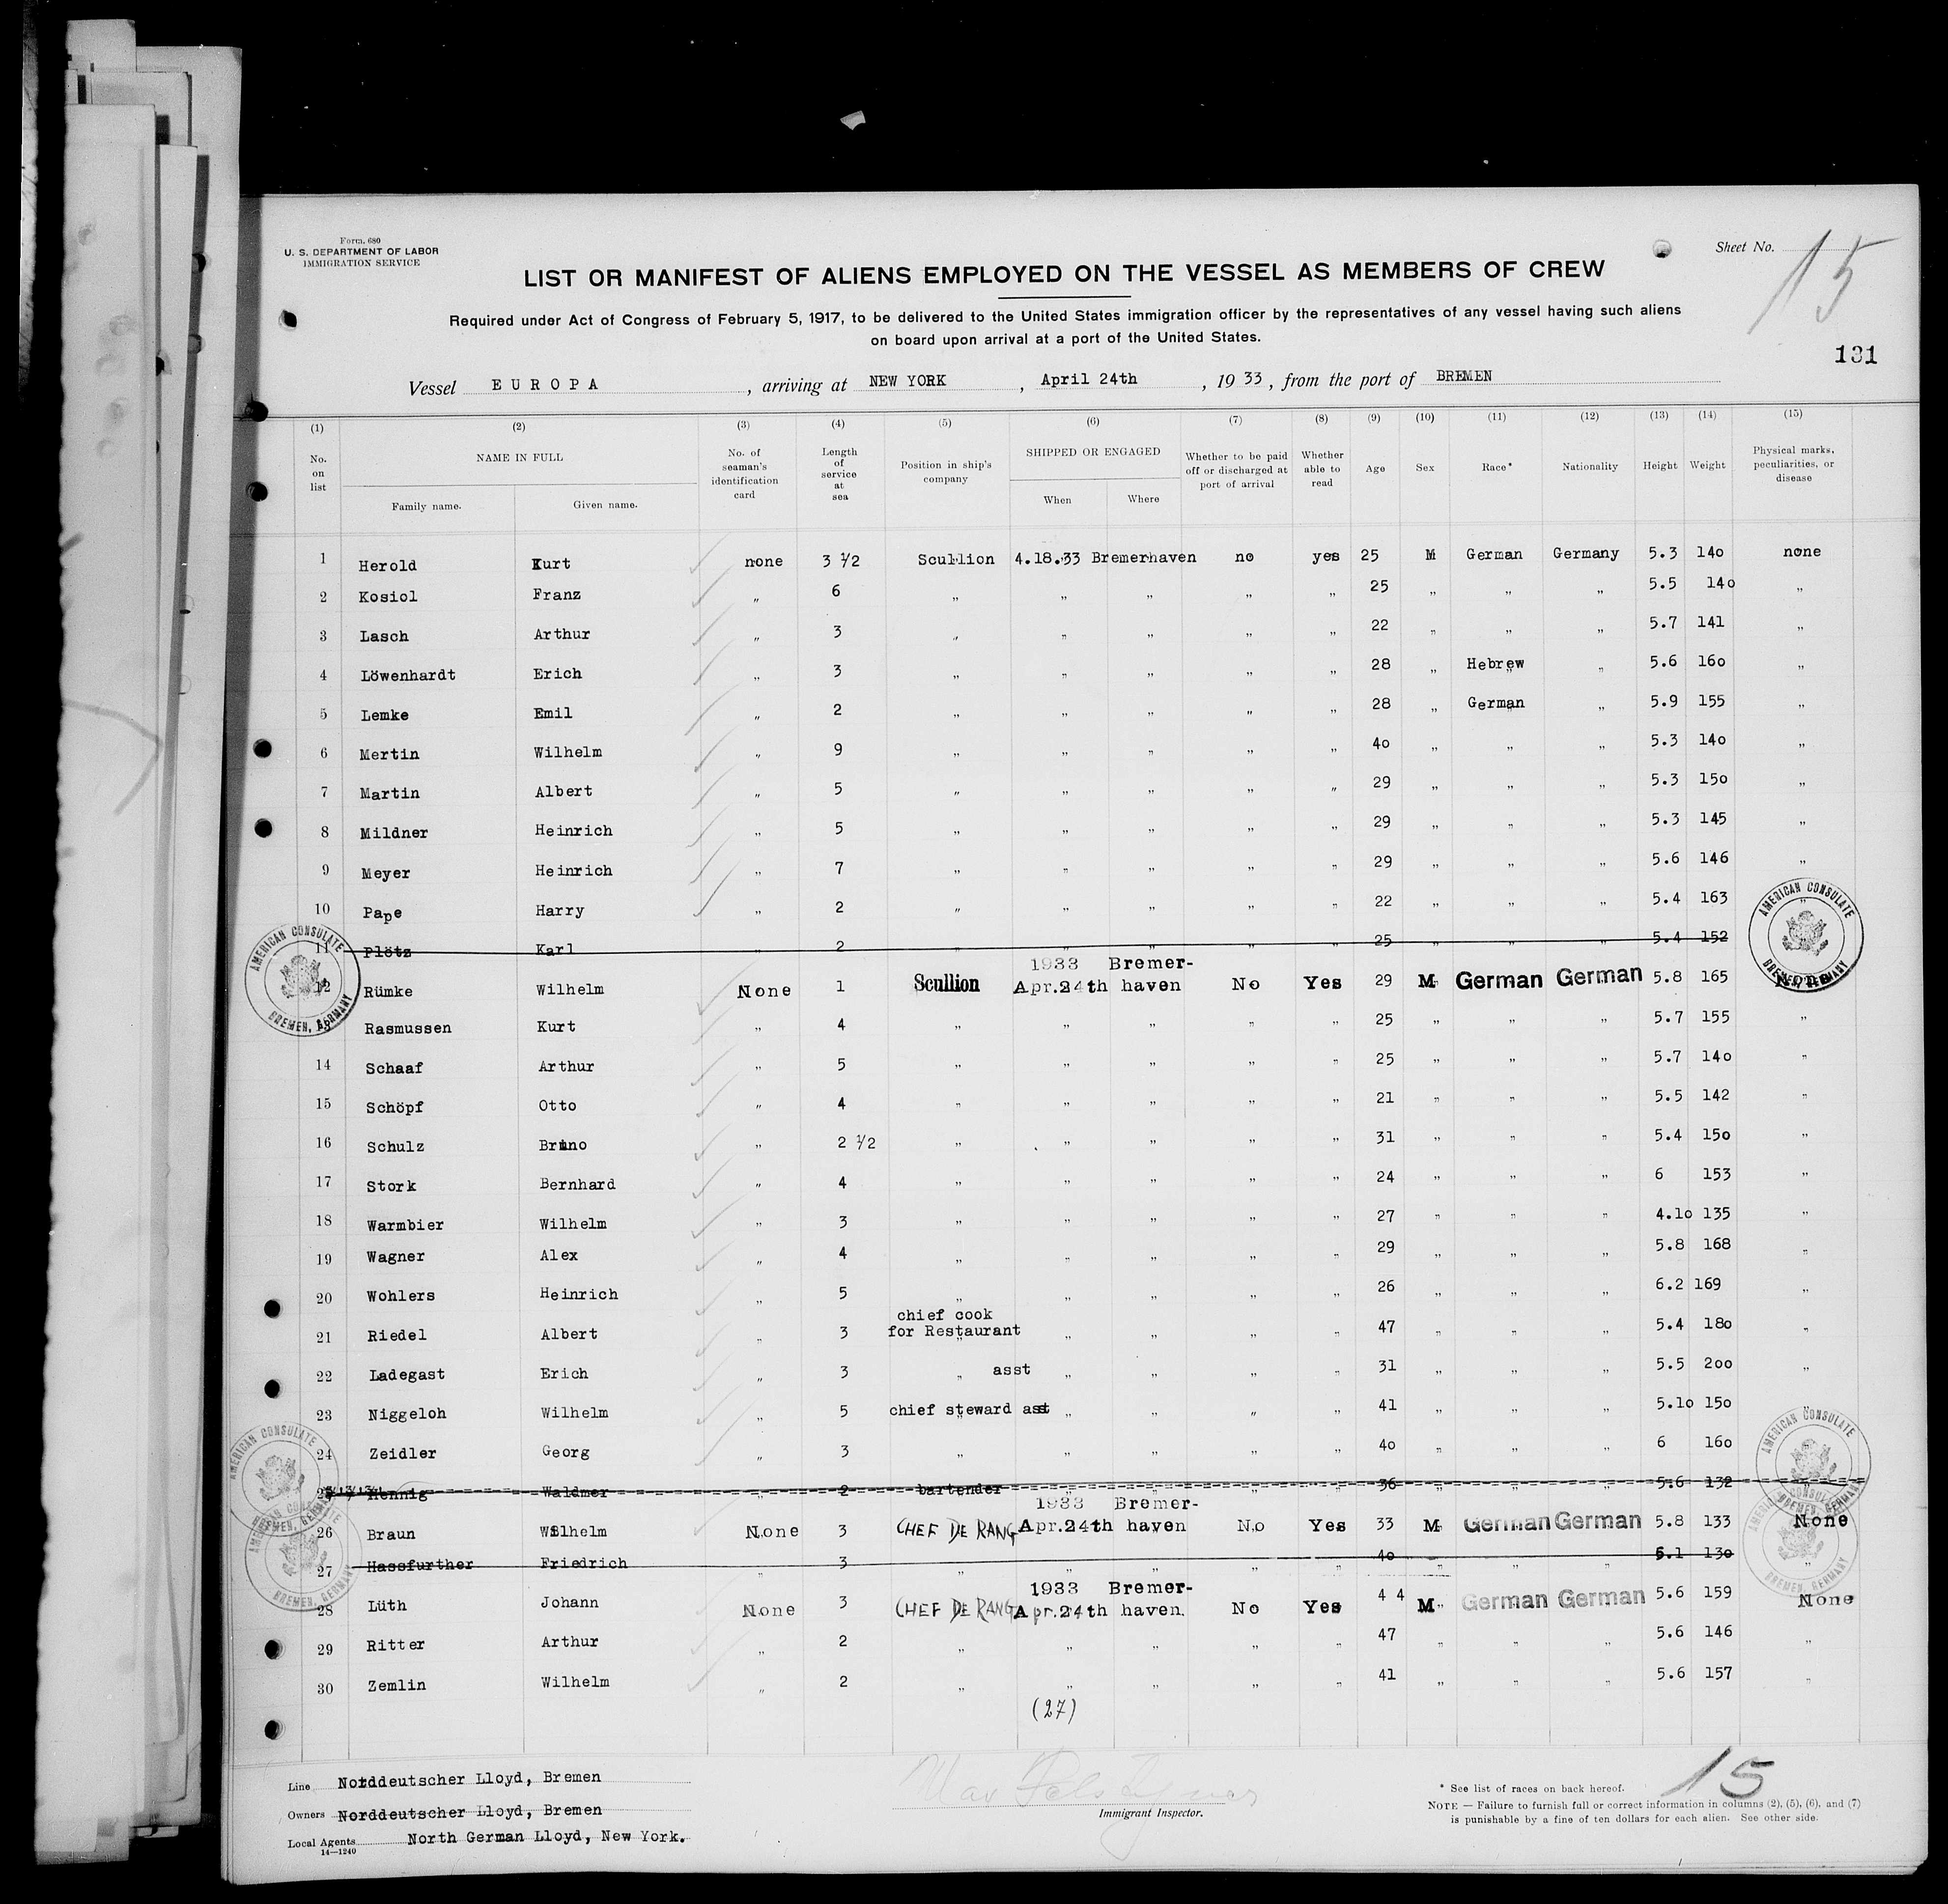 Form. 680
U. S. DEPARTMENT OF LABOR
IMMIGRATION SERVICE
Sheet No. 15
LIST OR MANIFEST OF ALIENS EMPLOYED ON THE VESSEL AS MEMBERS OF CREW
Required under Act of Congress of February 5, 1917, to be delivered to the United States immigration officer by the representatives of any vessel having such aliens
on board upon arrival at a port of the United States.
131
Vessel EUROPA, arriving at NEW YORK, April 24th, 1933, from the port of BREMEN
(1) (2) (3) (4) (5) (6) (7) (8) (9) (10) (11) (12) (13) (14) (15)
No. on list NAME IN FULL Family name. Given name. No. of seaman's identification card Length of service at sea Position in ship's company SHIPPED OR ENGAGED When Where Whether to be paid off or discharged at port of arrival Whether able to read Age Sex Race* Nationality Height Weight Physical marks, peculiarities, or disease
1 Herold Kurt none 3 1/2 Scullion 4.18.33 Bremerhaven no yes 25 M German Germany 5.3 140 none
2 Kosiol Franz „ 6 „ „ „ „ „ 25 „ „ „ 5.5 140 „
3 Lasch Arthur „ 3 „ „ „ „ „ 22 „ „ „ 5.7 141 „
4 Löwenhardt Erich „ 3 „ „ „ „ „ 28 „ Hebrew „ 5.6 160 „
5 Lemke Emil „ 2 „ „ „ „ „ 28 „ German „ 5.9 155 „
6 Mertin Wilhelm „ 9 „ „ „ „ „ 40 „ „ „ 5.3 140 „
7 Martin Albert „ 5 „ „ „ „ „ 29 „ „ „ 5.3 150 „
8 Mildner Heinrich „ 5 „ „ „ „ „ 29 „ „ „ 5.3 145 „
9 Meyer Heinrich „ 7 „ „ „ „ „ 29 „ „ „ 5.6 146 „
10 Pape Harry „ 2 „ „ „ „ „ 22 „ „ „ 5.4 163 „
11 Plötz Karl „ 2 „ „ „ „ „ 25 „ „ „ 5.4 152
AMERICAN CONSULATE BREMEN, GERMANY
AMERICAN CONSULATE BREMEN, GERMANY
1933 Bremer-
12 Rümke Wilhelm None 1 Scullion Apr.24th haven No Yes 29 M German German 5.8 165 None
13 Rasmussen Kurt „ 4 „ „ „ „ „ 25 „ „ „ 5.7 155 „
14 Schaaf Arthur „ 5 „ „ „ „ „ 25 „ „ „ 5.7 140 „
15 Schöpf Otto „ 4 „ „ „ „ „ 21 „ „ „ 5.5 142 „
16 Schulz Bruno „ 2 1/2 „ „ „ „ „ 31 „ „ „ 5.4 150 „
17 Stork Bernhard „ 4 „ „ „ „ „ 24 „ „ „ 6 153 „
18 Warmbier Wilhelm „ 3 „ „ „ „ „ 27 „ „ „ 4.10 135 „
19 Wagner Alex „ 4 „ „ „ „ „ 29 „ „ „ 5.8 168 „
20 Wohlers Heinrich „ 5 „ „ „ „ „ 26 „ „ „ 6.2 169 „
chief cook
21 Riedel Albert „ 3 for Restaurant „ „ „ „ 47 „ „ „ 5.4 180 „
22 Ladegast Erich „ 3 „ asst „ „ „ „ 31 „ „ „ 5.5 200 „
23 Niggeloh Wilhelm „ 5 chief steward asst „ „ „ „ 41 „ „ „ 5.10 150 „
24 Zeidler Georg „ 3 „ „ „ „ „ 40 „ „ „ 6 160
AMERICAN CONSULATE BREMEN, GERMANY
AMERICAN CONSULATE BREMEN, GERMANY
25 Hennig Waldmer „ 2 bartender „ „ „ „ 36 „ „ „ 5.6 132
1933 Bremer-
26 Braun Wilhelm None 3 CHEF DE RANG Apr.24th haven No Yes 33 M German German 5.8 133 None
27 Hassfurther Friedrich „ 3 „ „ „ „ „ 40 „ „ „ 5.1 130 „
1933 Bremer-
28 Lüth Johann None 3 CHEF DE RANG Apr.24th haven. No Yes 44 M German German 5.6 159 None
29 Ritter Arthur „ 2 „ „ „ „ „ 47 „ „ „ 5.6 146 „
30 Zemlin Wilhelm „ 2 „ „ „ „ „ 41 „ „ „ 5.6 157 „
(27)
Line Norddeutscher Lloyd, Bremen
Owners Norddeutscher Lloyd, Bremen
Local Agents North German Lloyd, New York.
14—1240
Immigrant Inspector.
15
* See list of races on back hereof.
NOTE — Failure to furnish full or correct information in columns (2), (5), (6), and (7)
is punishable by a fine of ten dollars for each alien. See other side.